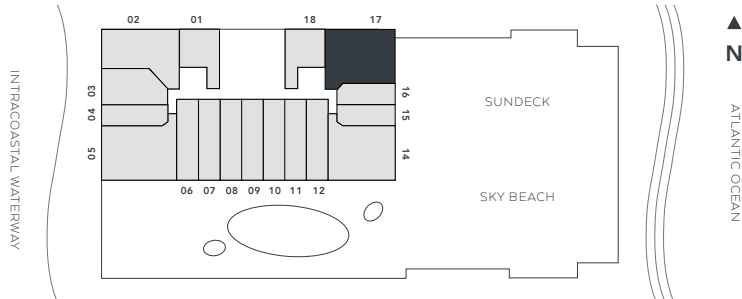 02 01 18 17
N
03
04
05
16
15
14
06 07 08 09 10 11 12
SUNDECK
SKY BEACH
INTRACOASTAL WATERWAY
ATLANTIC OCEAN